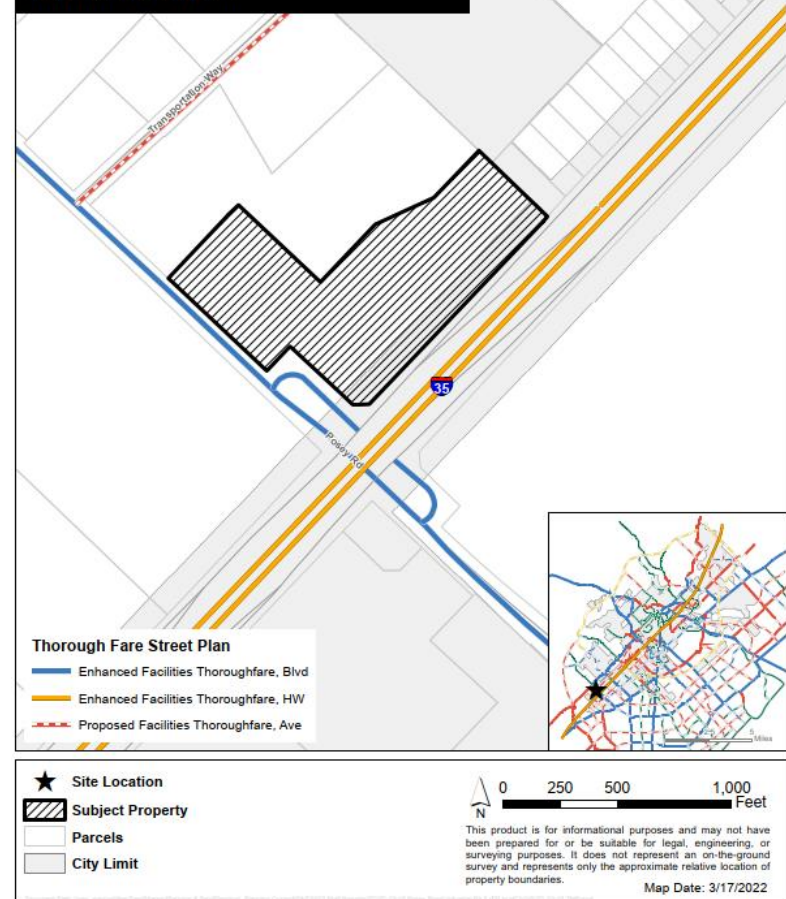 Transportation Way
35
Posey Rd
Thorough Fare Street Plan
Enhanced Facilities Thoroughfare, Blvd
Enhanced Facilities Thoroughfare, HW
Proposed Facilities Thoroughfare, Ave
Miles
Site Location
Subject Property
Parcels
City Limit
N
0 250 500 1,000
Feet
This product is for informational purposes and may not have
been prepared for or be suitable for legal, engineering, or
surveying purposes. It does not represent an on-the-ground
survey and represents only the approximate relative location of
property boundaries.
Map Date: 3/17/2022